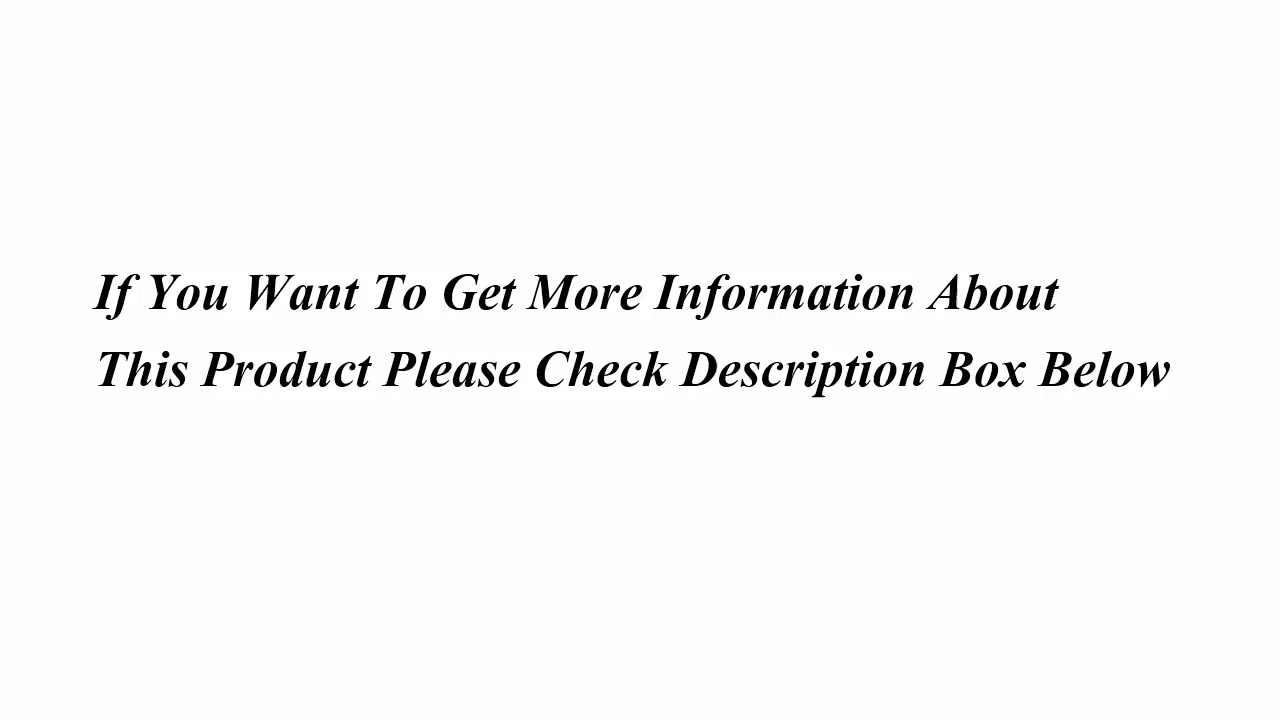 If You Want To Get More Information About
This Product Please Check Description Box Below